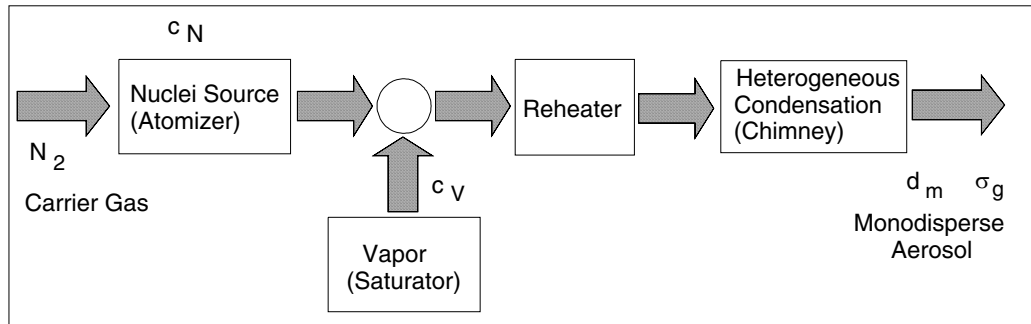 c N
Nuclei Source
(Atomizer)
N 2
Carrier Gas
c V
Vapor
(Saturator)
Reheater
Heterogeneous
Condensation
(Chimney)
d m σ g
Monodisperse
Aerosol